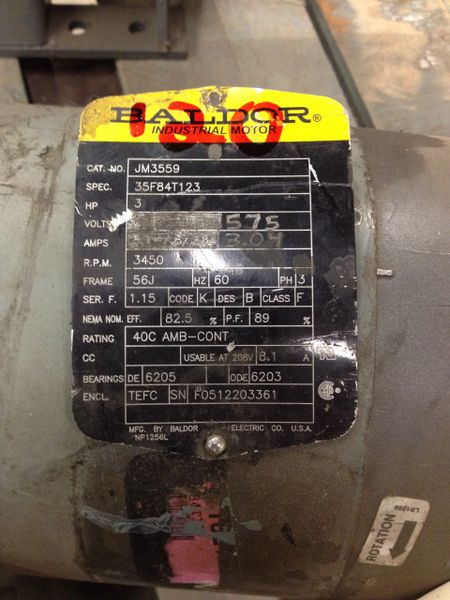 BALDOR®
INDUSTRIAL MOTOR
CAT. NO. JM3559
SPEC. 35F84T123
HP 3
VOLTS 575
AMPS 3.04
R.P.M. 3450
FRAME 56J HZ 60 PH 3
SER. F. 1.15 CODE K DES B CLASS F
NEMA NOM. EFF. 82.5 % P.F. 89 %
RATING 40C AMB-CONT
CC USABLE AT 208V 8.1 A
BEARINGS DE 6205 ODE 6203
ENCL. TEFC SN F0512203361
MFG. BY BALDOR ELECTRIC CO. U.S.A.
NP1256L
LB1009
ROTATION